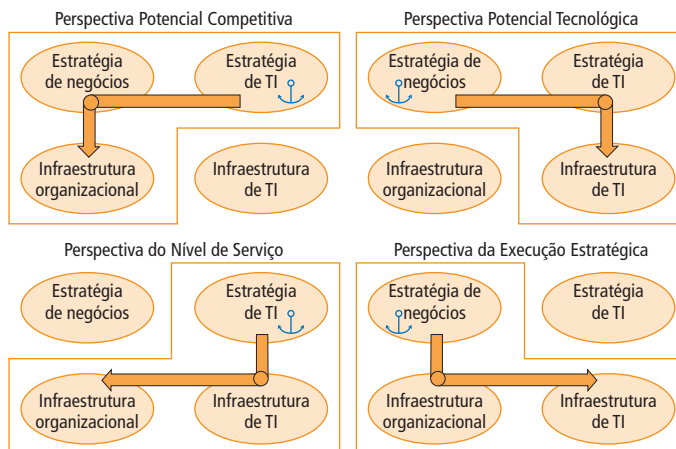 Perspectiva Potencial Competitiva
Estratégia
de negócios
Estratégia
de TI
Infraestrutura
organizacional
Infraestrutura
de TI
Perspectiva Potencial Tecnológica
Estratégia de
negócios
Estratégia
de TI
Infraestrutura
organizacional
Infraestrutura
de TI
Perspectiva do Nível de Serviço
Estratégia
de negócios
Estratégia
de TI
Infraestrutura
organizacional
Infraestrutura
de TI
Perspectiva da Execução Estratégica
Estratégia de
negócios
Estratégia
de TI
Infraestrutura
organizacional
Infraestrutura
de TI